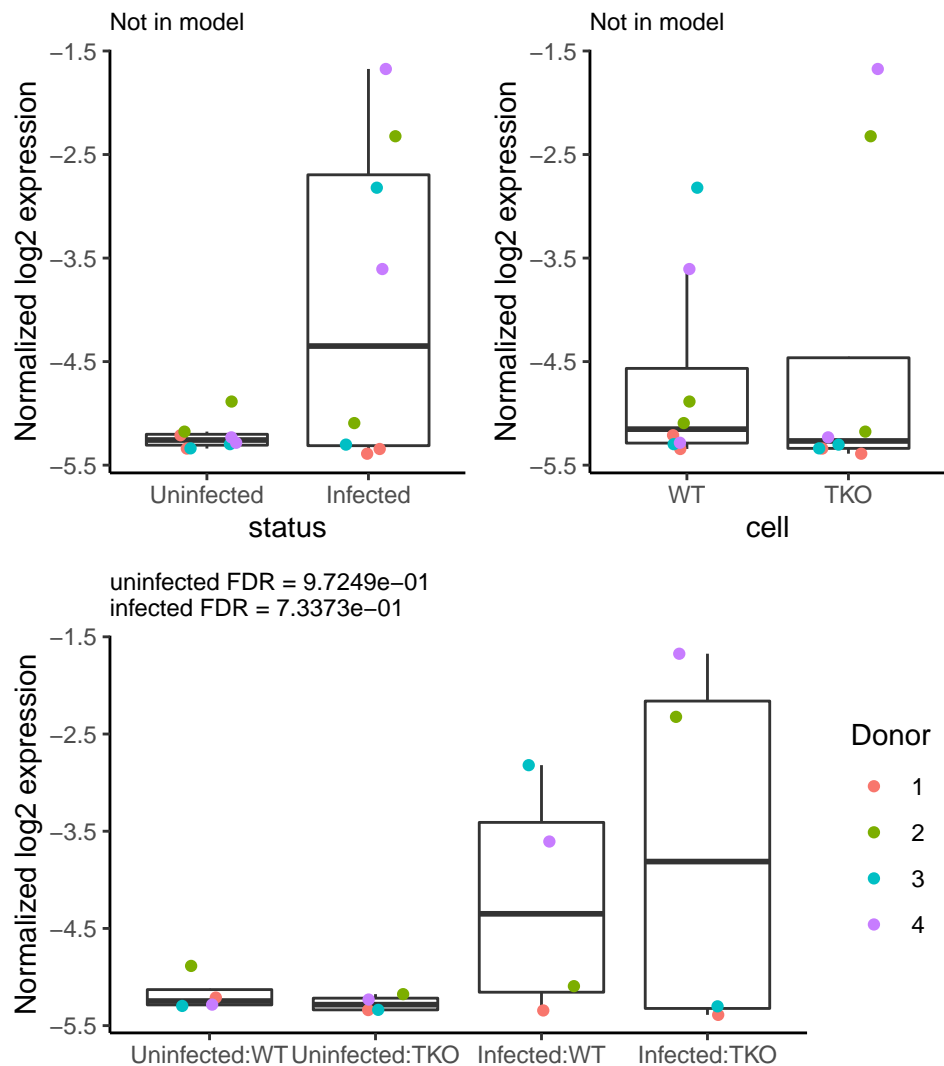 Not in model
Normalized log2 expression
−1.5
−2.5
−3.5
−4.5
−5.5
Uninfected Infected
status
Not in model
Normalized log2 expression
−1.5
−2.5
−3.5
−4.5
−5.5
WT TKO
cell
uninfected FDR = 9.7249e−01
infected FDR = 7.3373e−01
Normalized log2 expression
−1.5
−2.5
−3.5
−4.5
−5.5
Uninfected:WT Uninfected:TKO Infected:WT Infected:TKO
Donor
1
2
3
4